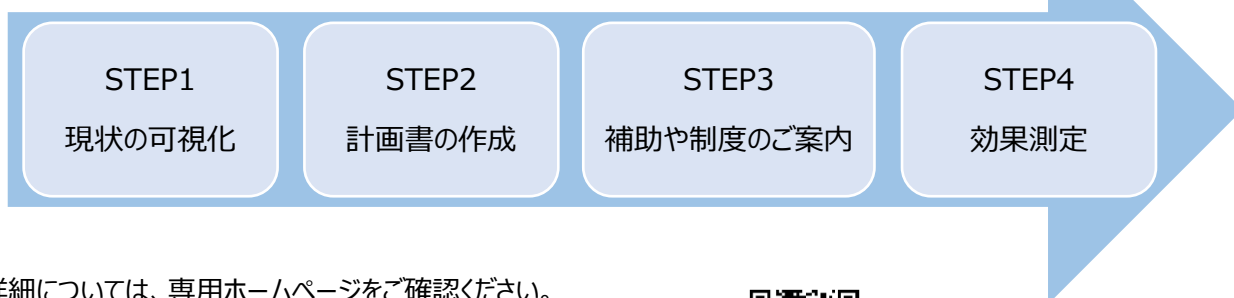 STEP1
現状の可視化
STEP2
計画書の作成
STEP3
補助や制度のご案内
STEP4
効果測定
詳細については、専用ホームページをご確認ください。